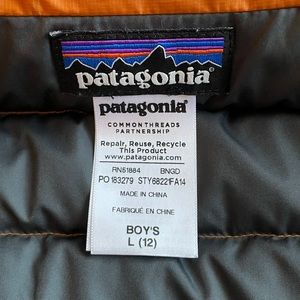 patagonia®
patagonia®
COMMONTHREADS
PARTNERSHIP
Repair, Reuse, Recycle
This Product
www.patagonia.com
RN51884 BNGD
PO 183279 STY68221FA14
MADE IN CHINA
FABRIQUÉ EN CHINE
BOY'S
L (12)